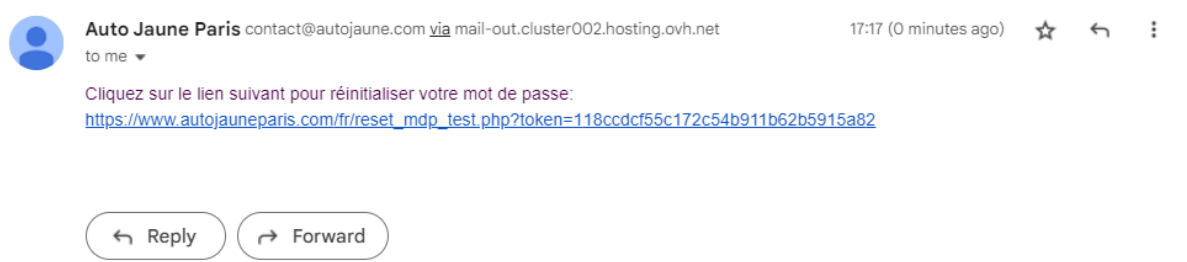 Auto Jaune Paris contact@autojaune.com via mail-out.cluster002.hosting.ovh.net 17:17 (0 minutes ago)
to me
Cliquez sur le lien suivant pour réinitialiser votre mot de passe:
https://www.autojauneparis.com/fr/reset_mdp_test.php?token=118ccdcf55c172c54b911b62b5915a82
Reply Forward